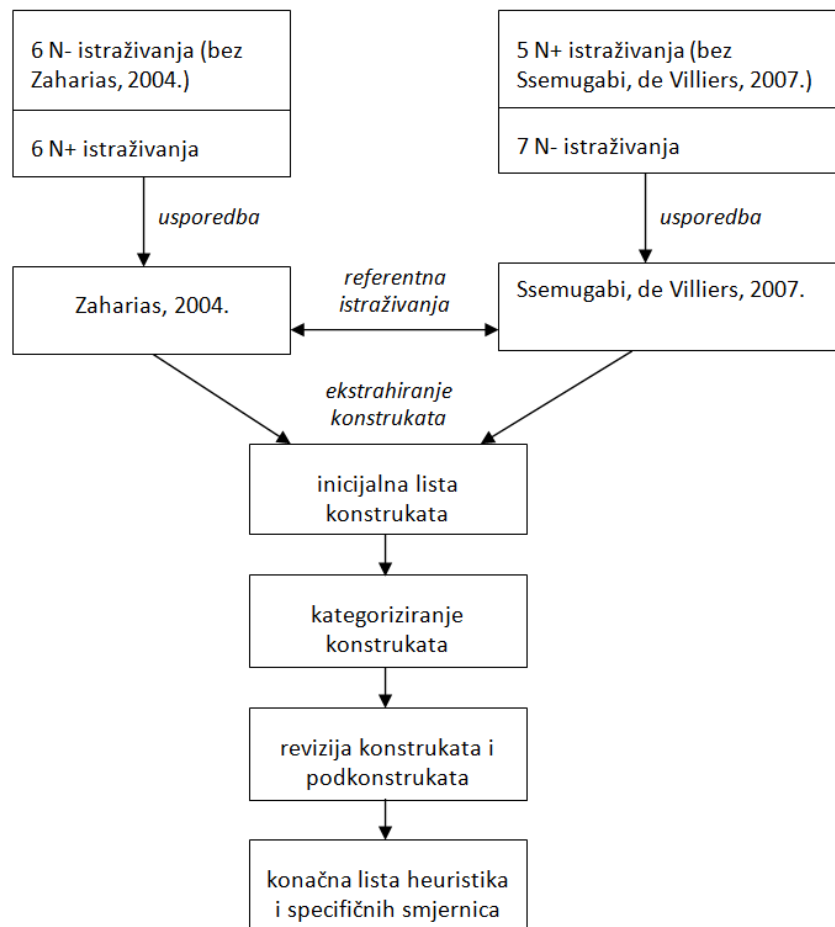 6 N- istraživanja (bez
Zaharias, 2004.)
6 N+ istraživanja
5 N+ istraživanja (bez
Ssemugabi, de Villiers, 2007.)
7 N- istraživanja
usporedba
usporedba
Zaharias, 2004.
referentna
istraživanja
Ssemugabi, de Villiers, 2007.
ekstrahiranje
konstrukata
inicijalna lista
konstrukata
kategoriziranje
konstrukata
revizija konstrukata i
podkonstrukata
konačna lista heuristika
i specifičnih smjernica